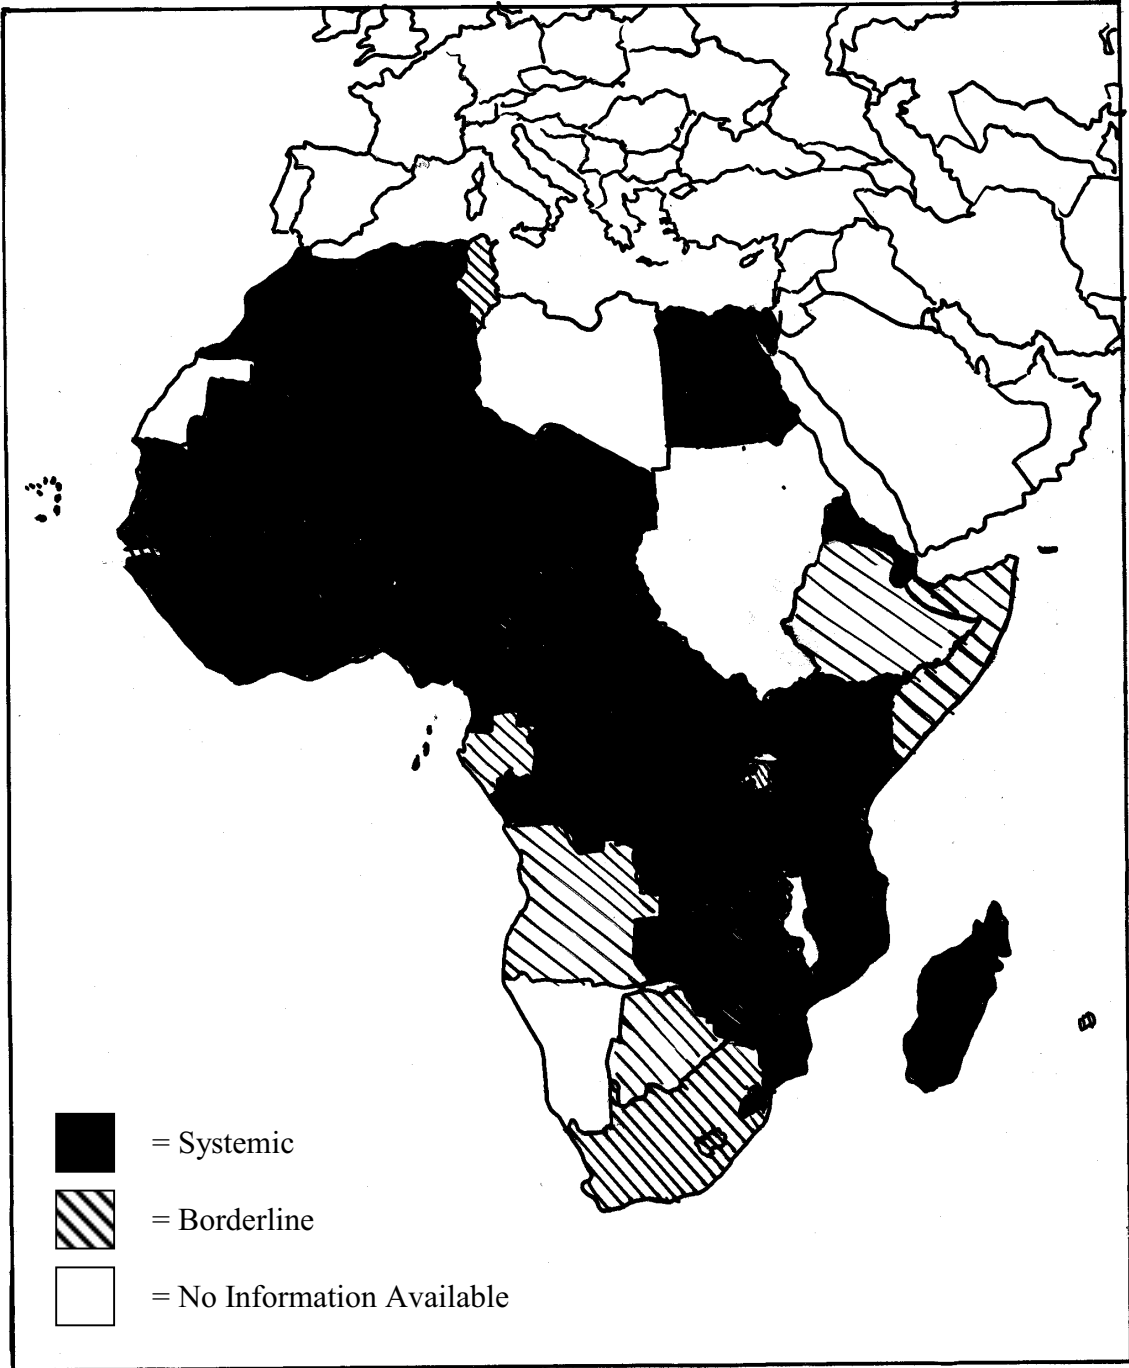 = Systemic
= Borderline
= No Information Available